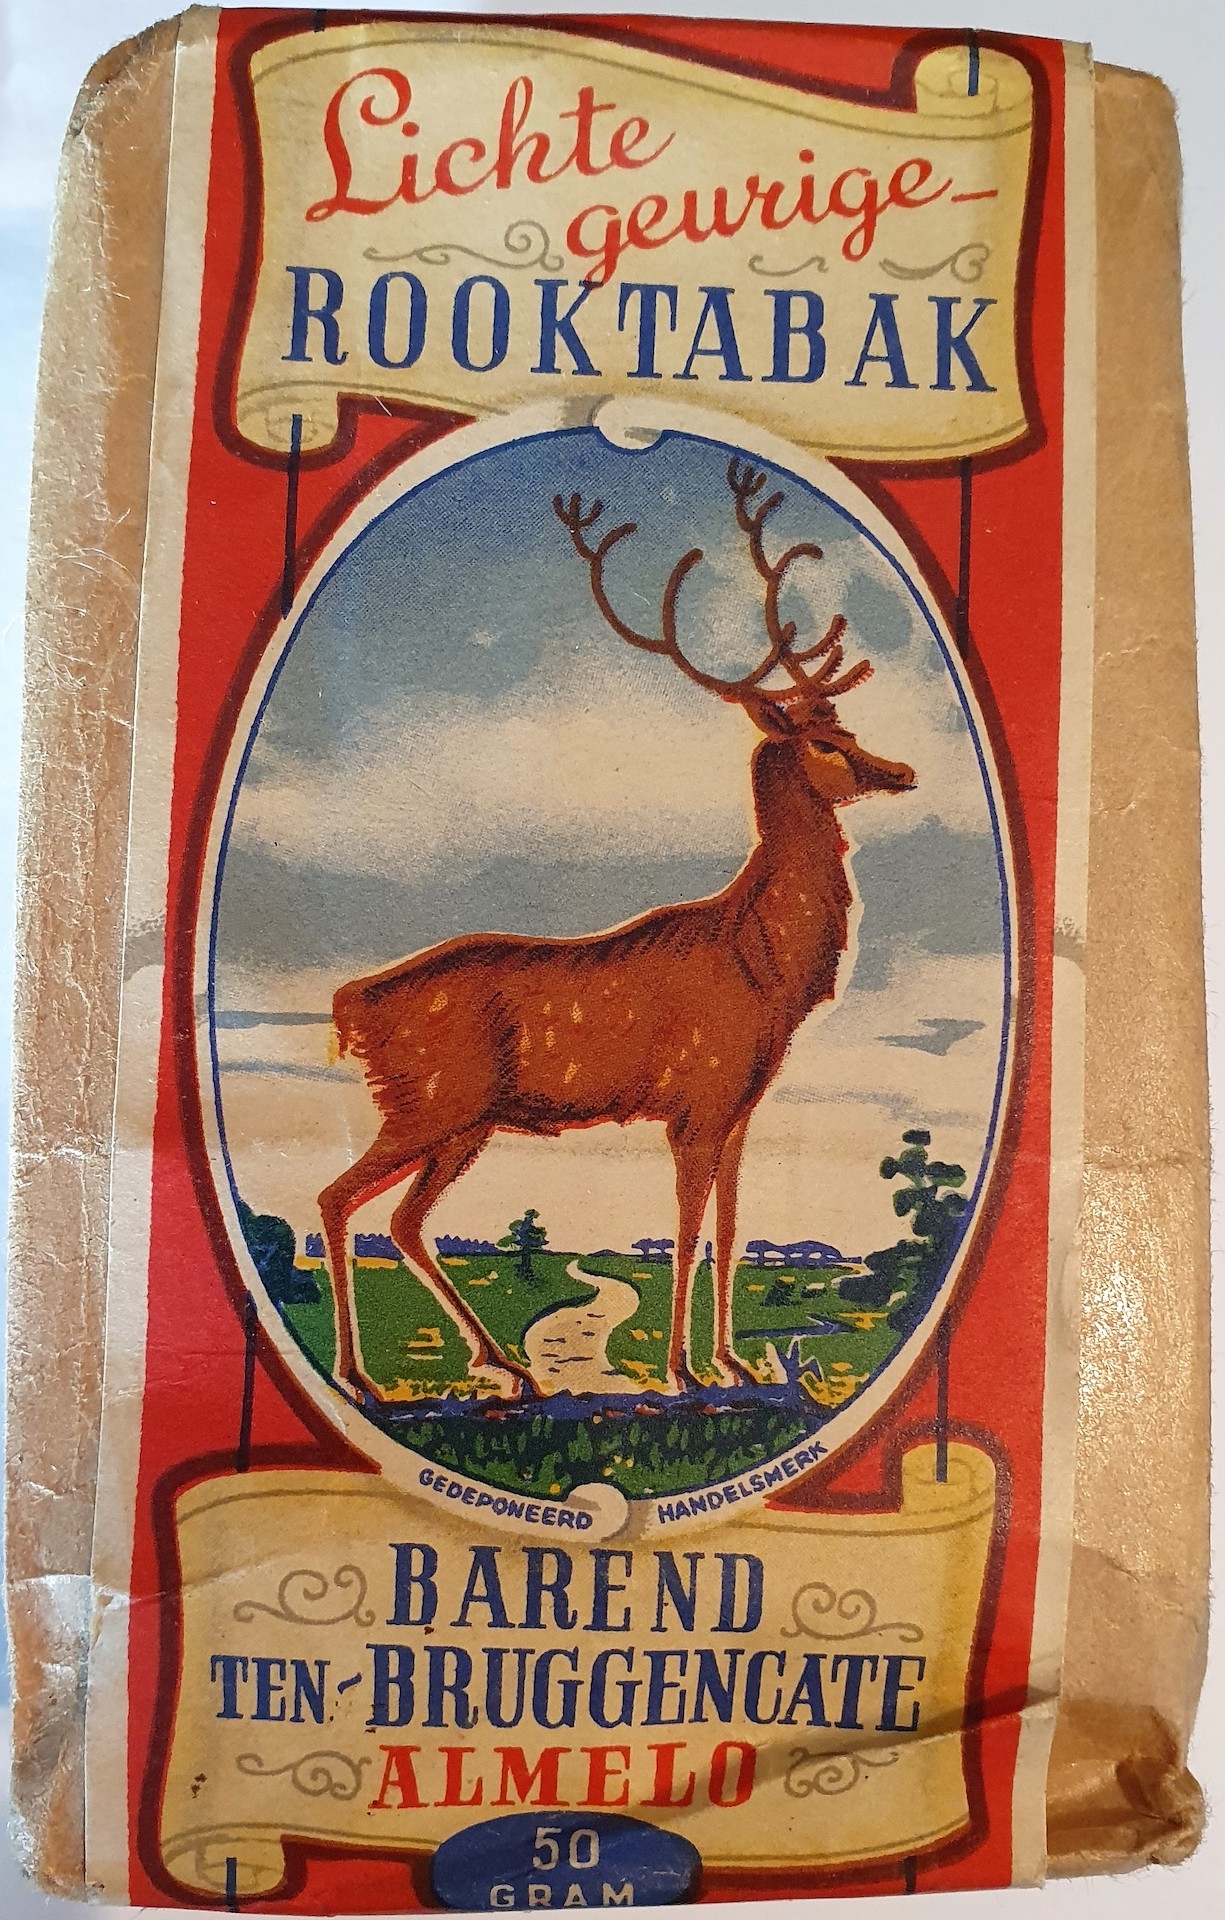 Lichte
geurige-
ROOKTABAK
GEDEPONEERD HANDELSMERK
BAREND
TEN-BRUGGENCATE
ALMELO
50
GRAM